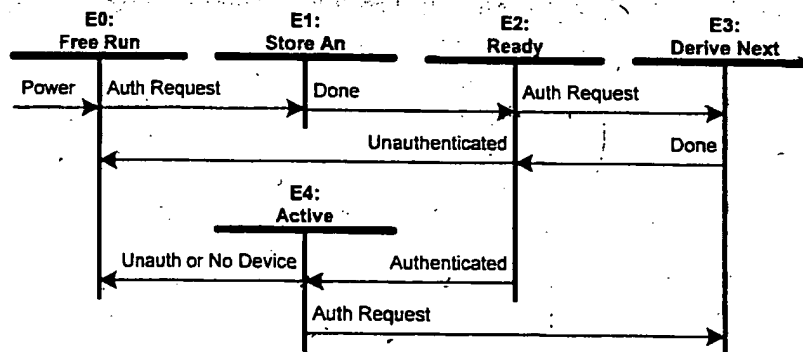 E0:
Free Run
E1:
Store An
E2:
Ready
E3:
Derive Next
Power
Auth Request
Done
Auth Request
Unauthenticated
Done
E4:
Active
Unauth or No Device
Authenticated
Auth Request